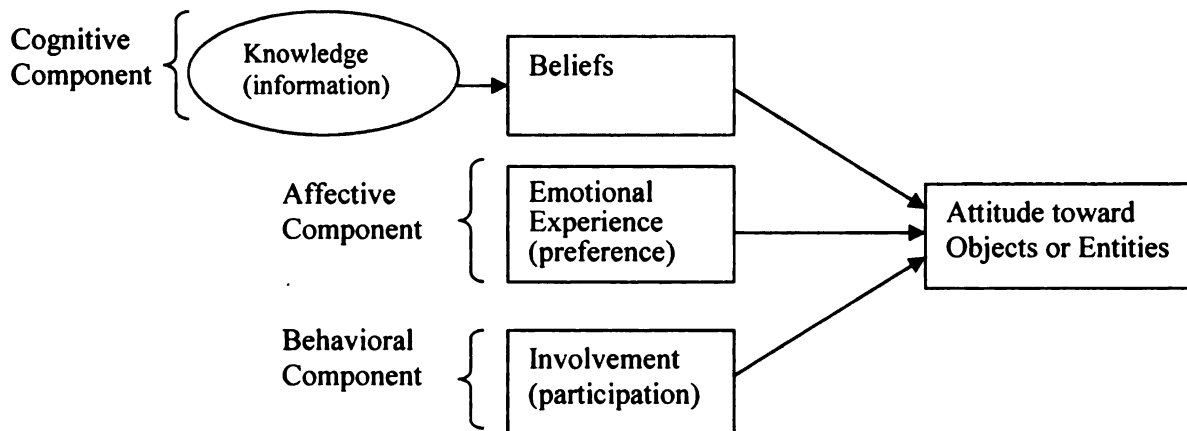 Cognitive
Component
Knowledge
(information)
Beliefs
Affective
Component
Emotional
Experience
(preference)
Attitude toward
Objects or Entities
Behavioral
Component
Involvement
(participation)